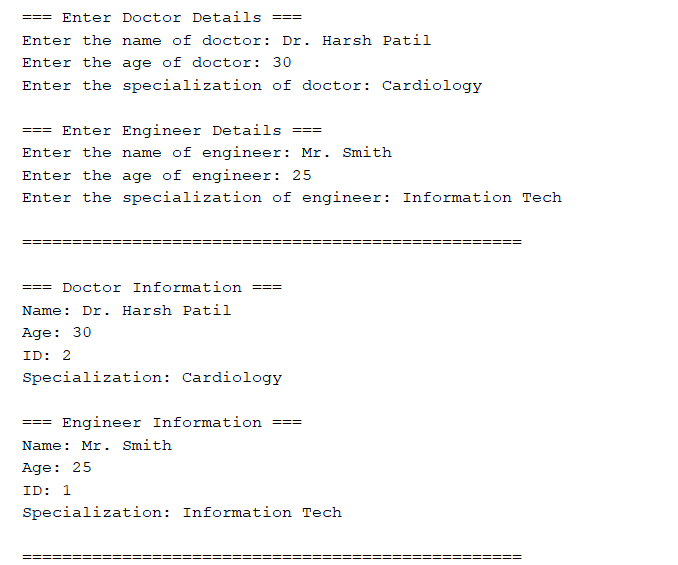 === Enter Doctor Details ===
Enter the name of doctor: Dr. Harsh Patil
Enter the age of doctor: 30
Enter the specialization of doctor: Cardiology
=== Enter Engineer Details ===
Enter the name of engineer: Mr. Smith
Enter the age of engineer: 25
Enter the specialization of engineer: Information Tech
==================================================
=== Doctor Information ===
Name: Dr. Harsh Patil
Age: 30
ID: 2
Specialization: Cardiology
=== Engineer Information ===
Name: Mr. Smith
Age: 25
ID: 1
Specialization: Information Tech
==================================================